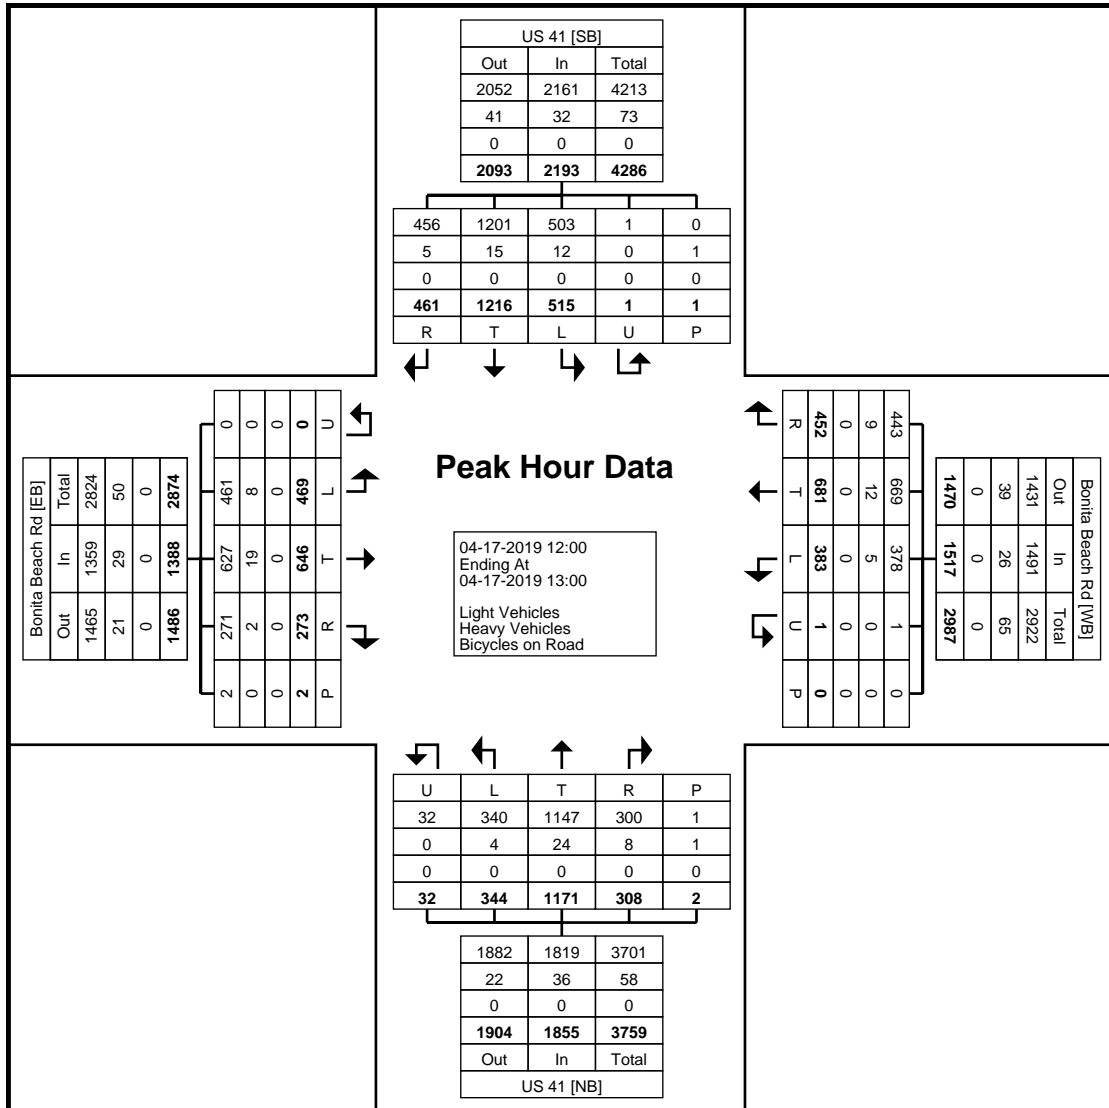 US 41 [SB]
Out In Total
2052 2161 4213
41 32 73
0 0 0
2093 2193 4286
456 1201 503 1 0
5 15 12 0 1
0 0 0 0 0
461 1216 515 1 1
R T L U P
Bonita Beach Rd [EB]
Total In Out
2824 1359 1465
50 29 21
0 0 0
2874 1388 1486
0 461 627 271 2
0 8 19 2 0
0 0 0 0 0
0 469 646 273 2
U L T R P
Peak Hour Data
04-17-2019 12:00
Ending At
04-17-2019 13:00
Light Vehicles
Heavy Vehicles
Bicycles on Road
R T L U P
452 681 383 1 0
0 0 0 0 0
9 12 5 0 0
443 669 378 1 0
Bonita Beach Rd [WB]
Out In Total
1431 1491 2922
39 26 65
0 0 0
1470 1517 2987
U L T R P
32 340 1147 300 1
0 4 24 8 1
0 0 0 0 0
32 344 1171 308 2
1882 1819 3701
22 36 58
0 0 0
1904 1855 3759
Out In Total
US 41 [NB]